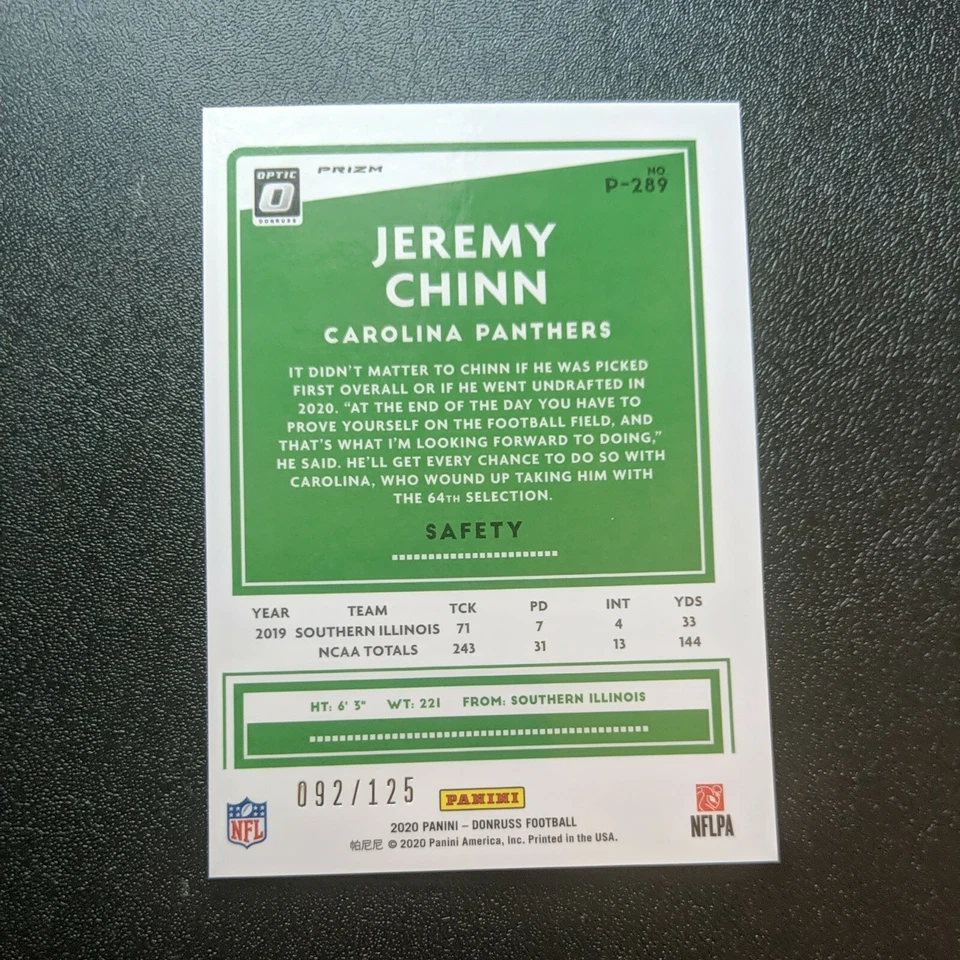 OPTIC
DONRUSS
PRIZM
NO.
P-289
JEREMY
CHINN
CAROLINA PANTHERS
IT DIDN'T MATTER TO CHINN IF HE WAS PICKED
FIRST OVERALL OR IF HE WENT UNDRAFTED IN
2020. "AT THE END OF THE DAY YOU HAVE TO
PROVE YOURSELF ON THE FOOTBALL FIELD, AND
THAT'S WHAT I'M LOOKING FORWARD TO DOING,"
HE SAID. HE'LL GET EVERY CHANCE TO DO SO WITH
CAROLINA, WHO WOUND UP TAKING HIM WITH
THE 64TH SELECTION.
SAFETY
YEAR TEAM TCK PD INT YDS
2019 SOUTHERN ILLINOIS 71 7 4 33
NCAA TOTALS 243 31 13 144
HT: 6' 3" WT: 221 FROM: SOUTHERN ILLINOIS
092/125
PANINI
NFL
NFLPA
2020 PANINI – DONRUSS FOOTBALL
帕尼尼 © 2020 Panini America, Inc. Printed in the USA.